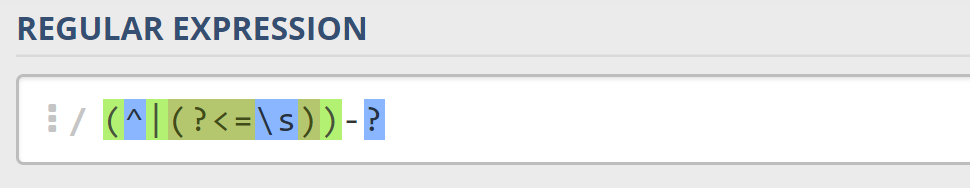 REGULAR EXPRESSION
/ (^|(?<=\s))-?